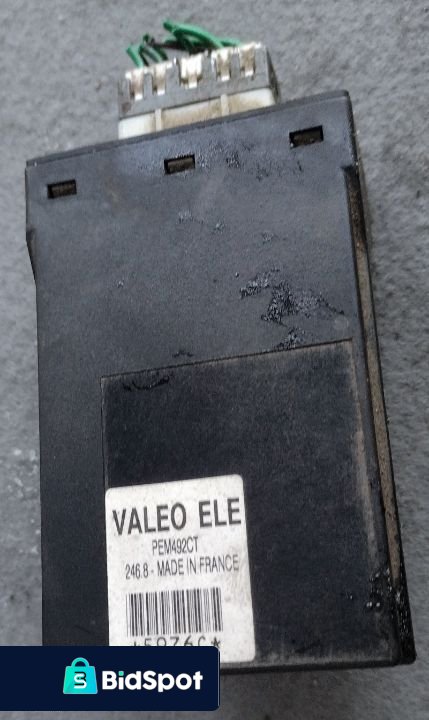 VALEO ELE
PEM492CT
246.8 - MADE IN FRANCE
BidSpot